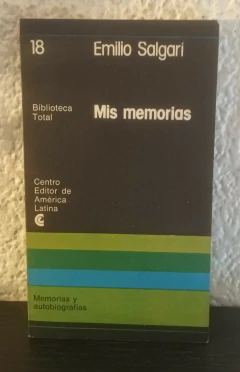 18 Emilio Salgari
Biblioteca
Total
Mis memorias
Centro
Editor de
América
Latina
Memorias y
autobiografías